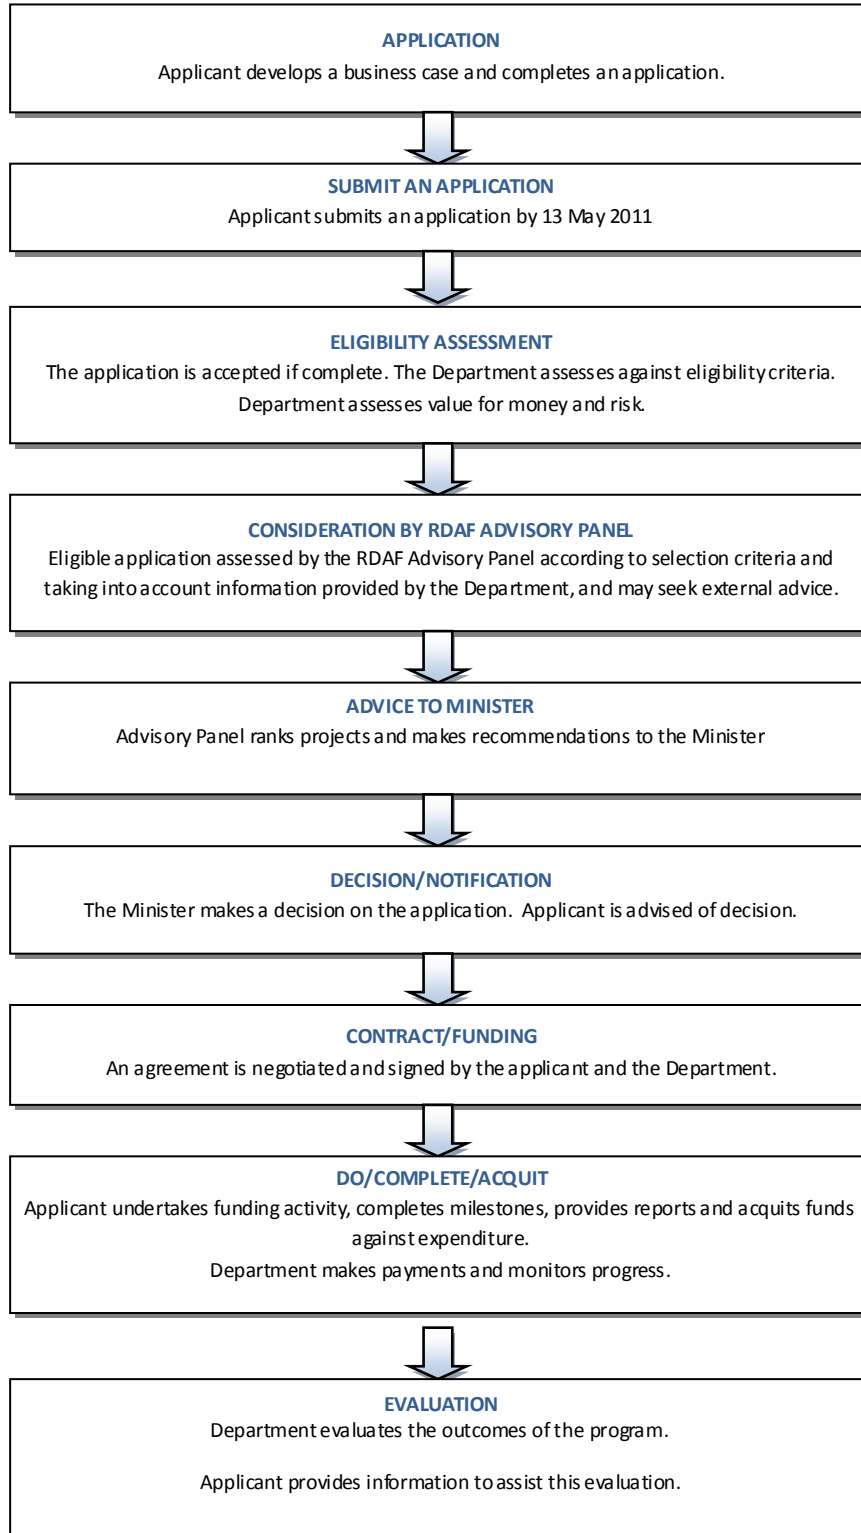 APPLICATION
Applicant develops a business case and completes an application.
SUBMIT AN APPLICATION
Applicant submits an application by 13 May 2011
ELIGIBILITY ASSESSMENT
The application is accepted if complete. The Department assesses against eligibility criteria.
Department assesses value for money and risk.
CONSIDERATION BY RDAF ADVISORY PANEL
Eligible application assessed by the RDAF Advisory Panel according to selection criteria and
taking into account information provided by the Department, and may seek external advice.
ADVICE TO MINISTER
Advisory Panel ranks projects and makes recommendations to the Minister
DECISION/NOTIFICATION
The Minister makes a decision on the application. Applicant is advised of decision.
CONTRACT/FUNDING
An agreement is negotiated and signed by the applicant and the Department.
DO/COMPLETE/ACQUIT
Applicant undertakes funding activity, completes milestones, provides reports and acquits funds
against expenditure.
Department makes payments and monitors progress.
EVALUATION
Department evaluates the outcomes of the program.
Applicant provides information to assist this evaluation.